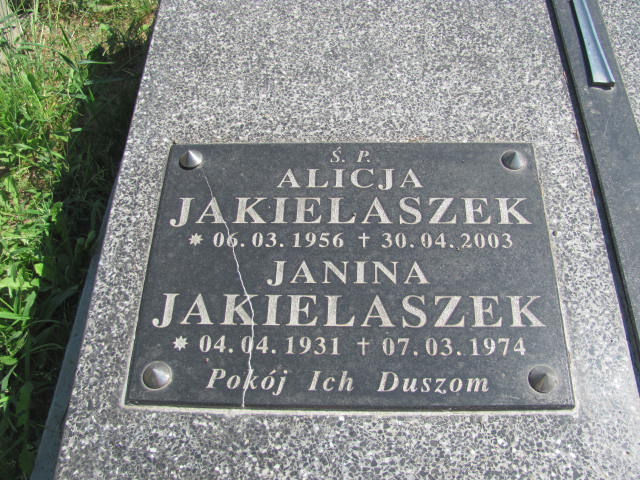 Ś. P.
ALICJA
JAKIELASZEK
* 06. 03. 1956 † 30. 04. 2003
JANINA
JAKIELASZEK
* 04. 04. 1931 † 07. 03. 1974
Pokój Ich Duszom